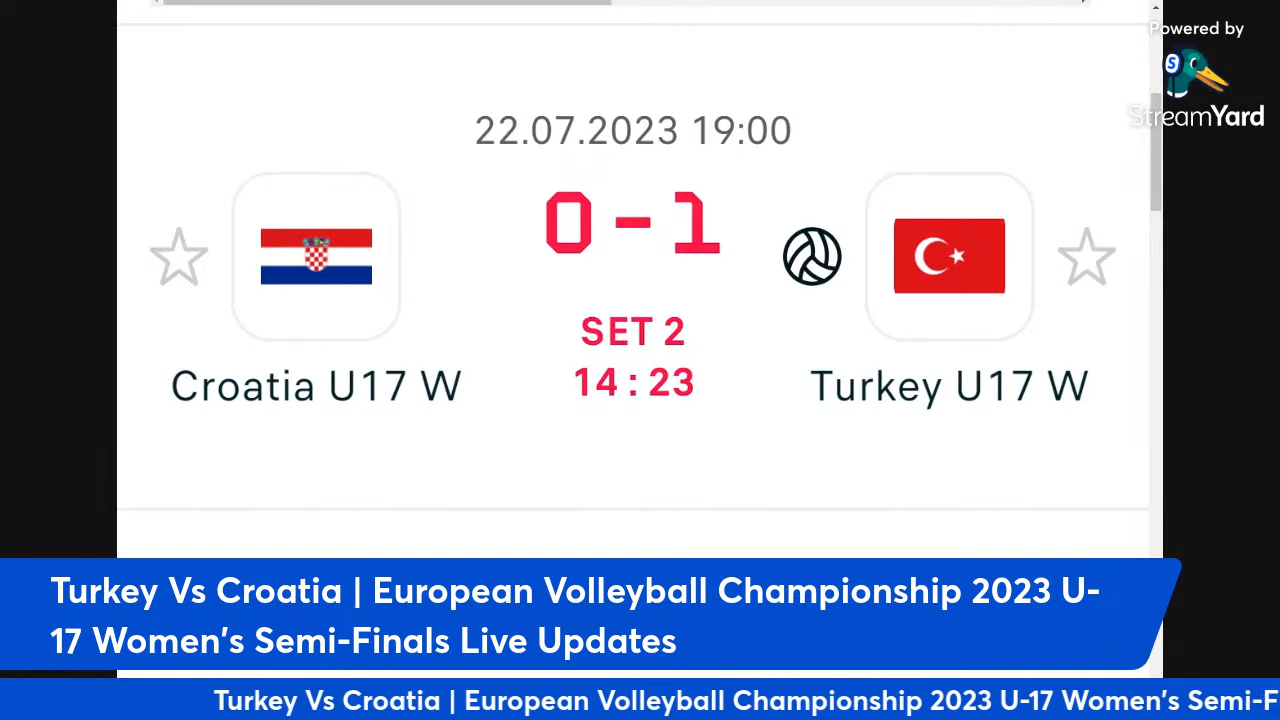 Powered by
S
StreamYard
22.07.2023 19:00
0 - 1
SET 2
14 : 23
Croatia U17 W
Turkey U17 W
Turkey Vs Croatia | European Volleyball Championship 2023 U-
17 Women's Semi-Finals Live Updates
Turkey Vs Croatia | European Volleyball Championship 2023 U-17 Women's Semi-F